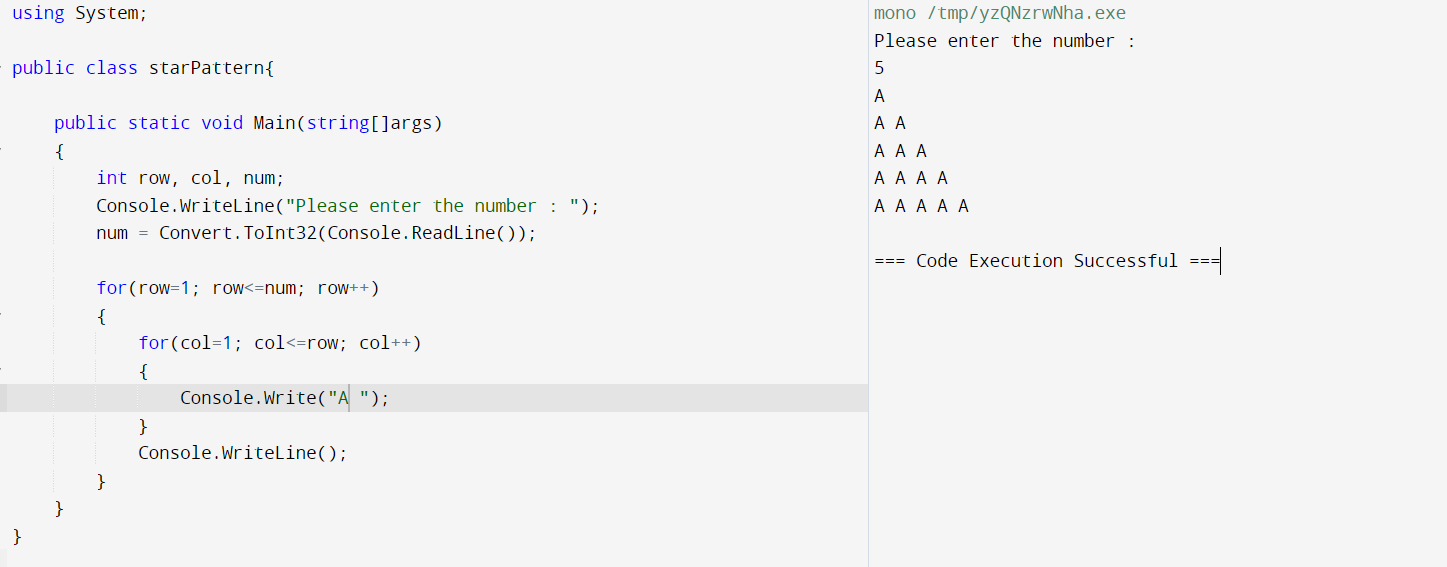 using System;
public class starPattern{
public static void Main(string[]args)
{
int row, col, num;
Console.WriteLine("Please enter the number : ");
num = Convert.ToInt32(Console.ReadLine());
for(row=1; row<=num; row++)
{
for(col=1; col<=row; col++)
{
Console.Write("A ");
}
Console.WriteLine();
}
}
}
mono /tmp/yzQNzrwNha.exe
Please enter the number :
5
A
A A
A A A
A A A A
A A A A A
=== Code Execution Successful ===